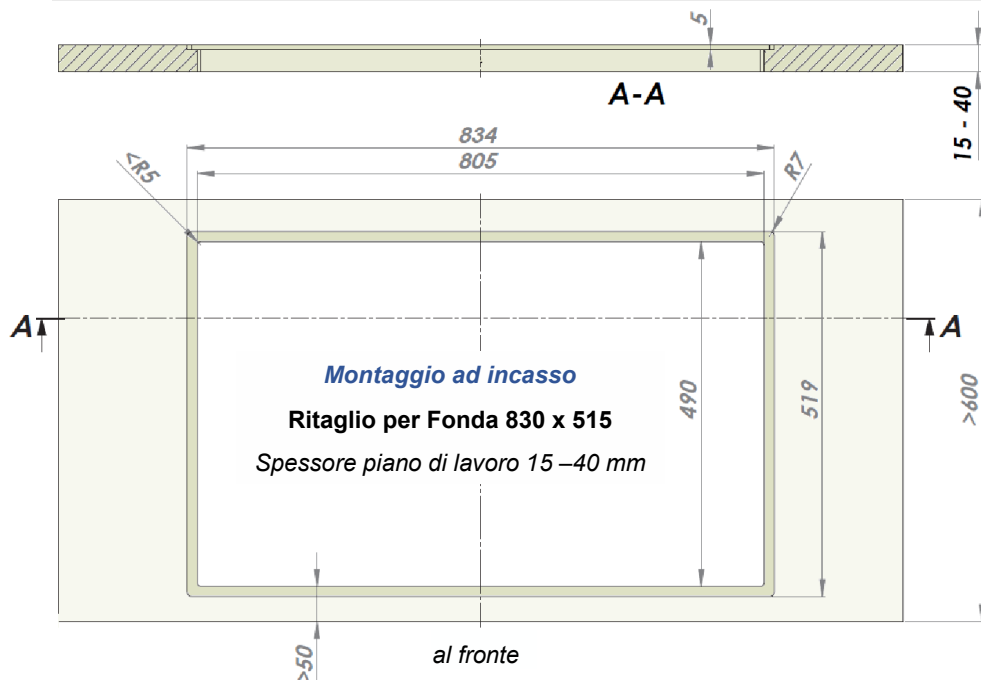 5
A-A
15 - 40
834
805
<R5
R7
A
A
Montaggio ad incasso
Ritaglio per Fonda 830 x 515
Spessore piano di lavoro 15 –40 mm
490
519
>600
>50
al fronte